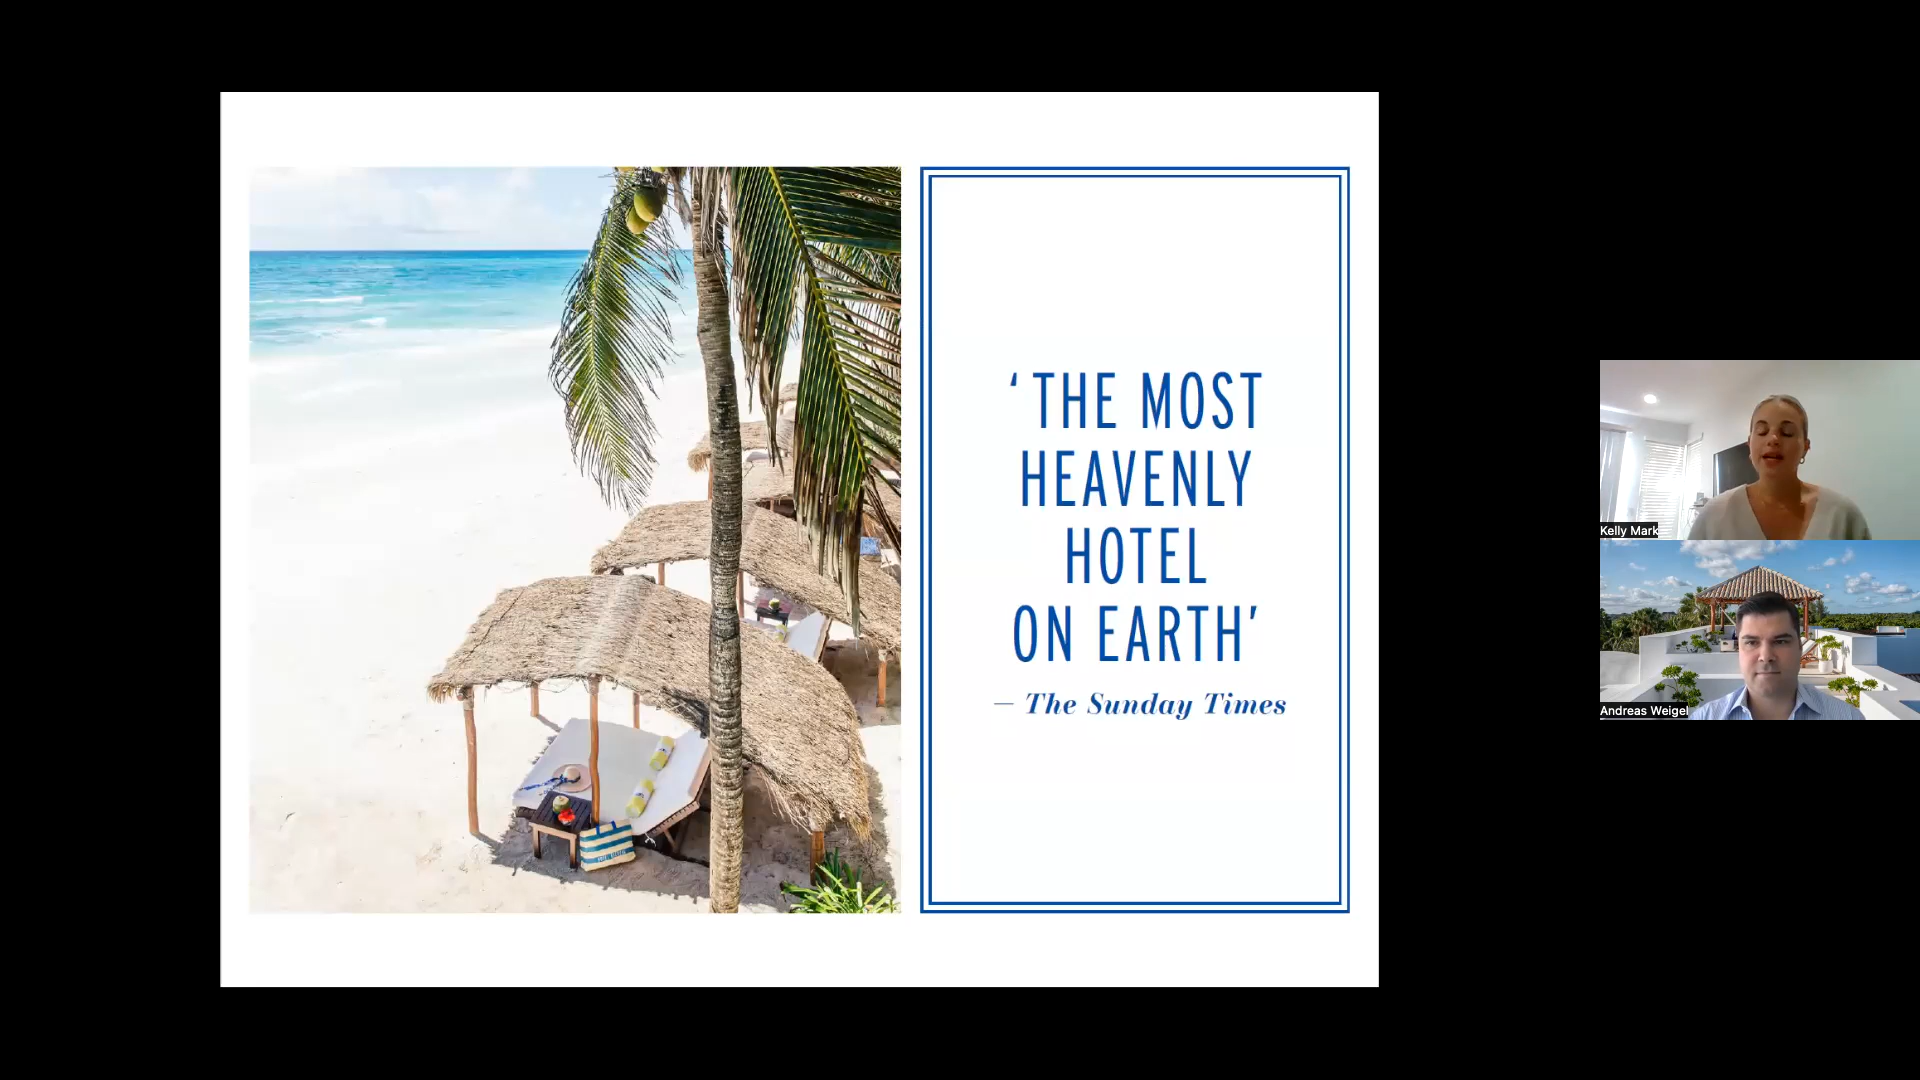 ‘ THE MOST
HEAVENLY
HOTEL
ON EARTH’
— The Sunday Times
Kelly Mark
Andreas Weigel